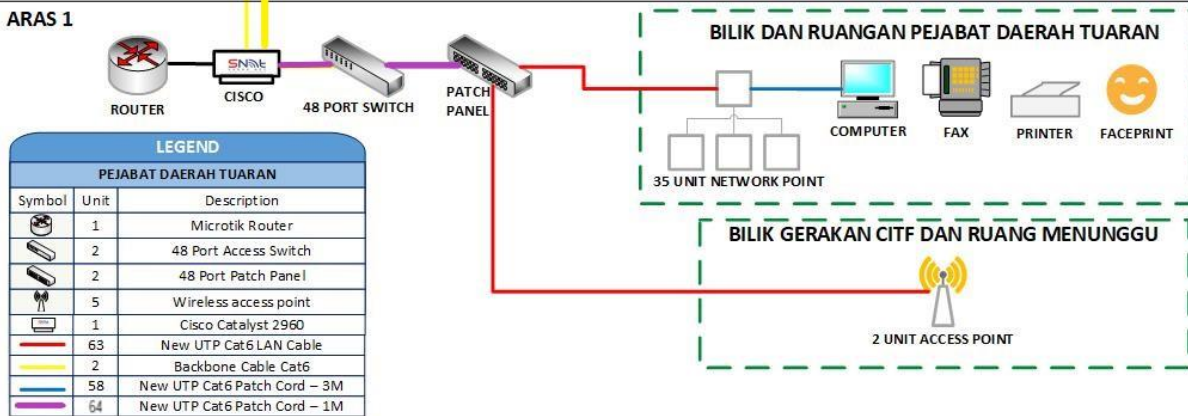 ARAS 1
ROUTER
SNet
CISCO
48 PORT SWITCH
PATCH
PANEL
BILIK DAN RUANGAN PEJABAT DAERAH TUARAN
COMPUTER
FAX
PRINTER
FACEPRINT
35 UNIT NETWORK POINT
BILIK GERAKAN CITF DAN RUANG MENUNGGU
2 UNIT ACCESS POINT
LEGEND
PEJABAT DAERAH TUARAN
Symbol Unit Description
1 Microtik Router
2 48 Port Access Switch
2 48 Port Patch Panel
5 Wireless access point
1 Cisco Catalyst 2960
63 New UTP Cat6 LAN Cable
2 Backbone Cable Cat6
58 New UTP Cat6 Patch Cord – 3M
64 New UTP Cat6 Patch Cord – 1M